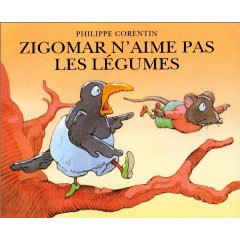 PHILIPPE CORENTIN
ZIGOMAR N'AIME PAS
LES LÉGUMES